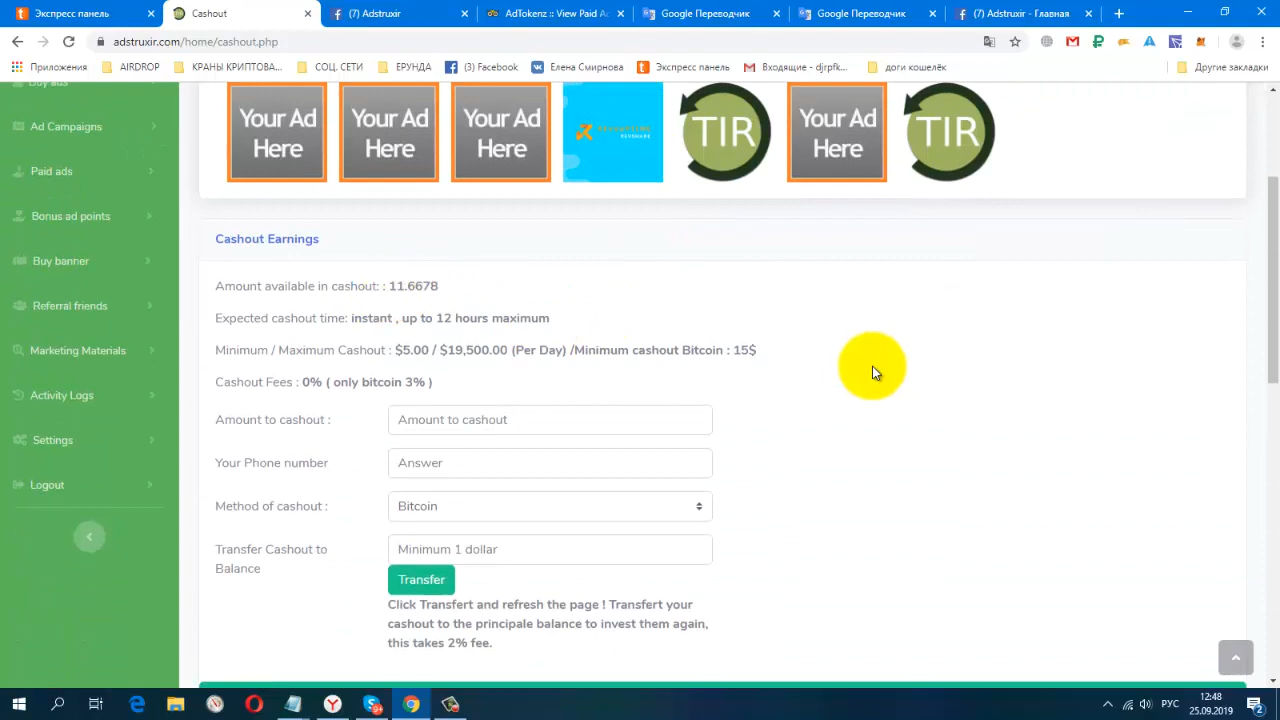 Экспресс панель
Cashout
(7) Adstruxir
AdTokenz :: View Paid Ac
Google Переводчик
Google Переводчик
(7) Adstruxir - Главная
adstruxir.com/home/cashout.php
Приложения
AIRDROP
КРАНЫ КРИПТОВА...
СОЦ. СЕТИ
ЕРУНДА
(3) Facebook
Елена Смирнова
Экспресс панель
Входящие - djrpfk...
доги кошелёк
Другие закладки
Buy ads
Ad Campaigns
Paid ads
Bonus ad points
Buy banner
Referral friends
Marketing Materials
Activity Logs
Settings
Logout
Your Ad
Here
Your Ad
Here
Your Ad
Here
TIR
Your Ad
Here
TIR
Cashout Earnings
Amount available in cashout: : 11.6678
Expected cashout time: instant , up to 12 hours maximum
Minimum / Maximum Cashout : $5.00 / $19,500.00 (Per Day) /Minimum cashout Bitcoin : 15$
Cashout Fees : 0% ( only bitcoin 3% )
Amount to cashout : Amount to cashout
Your Phone number Answer
Method of cashout : Bitcoin
Transfer Cashout to
Balance
Minimum 1 dollar
Transfer
Click Transfert and refresh the page ! Transfert your
cashout to the principale balance to invest them again,
this takes 2% fee.
РУС
12:48
25.09.2019